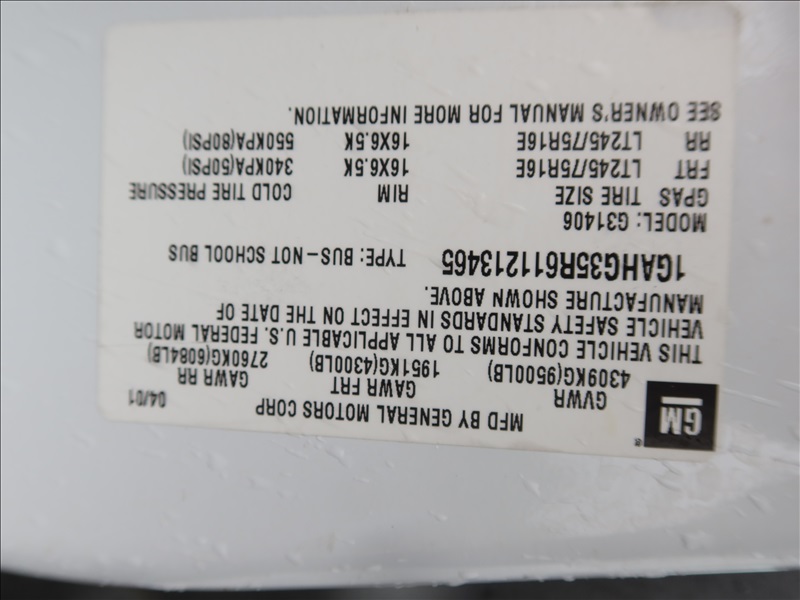 MFD BY GENERAL MOTORS CORP 04/01
GM ®
GVWR GAWR FRT GAWR RR
4309KG(9500LB) 1951KG(4300LB) 2760KG(6084LB)
THIS VEHICLE CONFORMS TO ALL APPLICABLE U.S. FEDERAL MOTOR
VEHICLE SAFETY STANDARDS IN EFFECT ON THE DATE OF
MANUFACTURE SHOWN ABOVE.
1GAHG35R611213465 TYPE: BUS-NOT SCHOOL BUS
MODEL: G31406
GPAS TIRE SIZE RIM COLD TIRE PRESSURE
FRT LT245/75R16E 16X6.5K 340KPA(50PSI)
RR LT245/75R16E 16X6.5K 550KPA(80PSI)
SEE OWNER'S MANUAL FOR MORE INFORMATION.